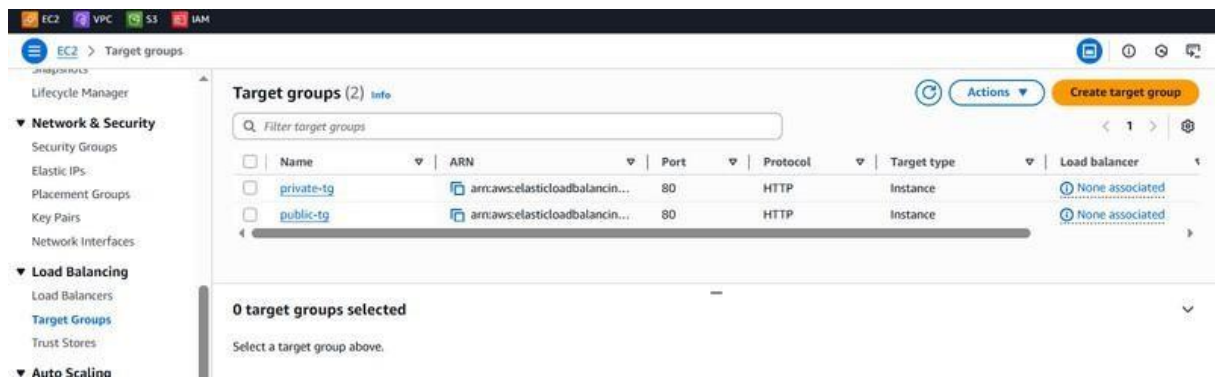 EC2 VPC S3 IAM
EC2 > Target groups
Snapshots
Lifecycle Manager
Network & Security
Security Groups
Elastic IPs
Placement Groups
Key Pairs
Network Interfaces
Load Balancing
Load Balancers
Target Groups
Trust Stores
Auto Scaling
Target groups (2) Info
Actions
Create target group
Filter target groups
1
Name ARN Port Protocol Target type Load balancer
private-tg arn:aws:elasticloadbalancin... 80 HTTP Instance None associated
public-tg arn:aws:elasticloadbalancin... 80 HTTP Instance None associated
0 target groups selected
Select a target group above.